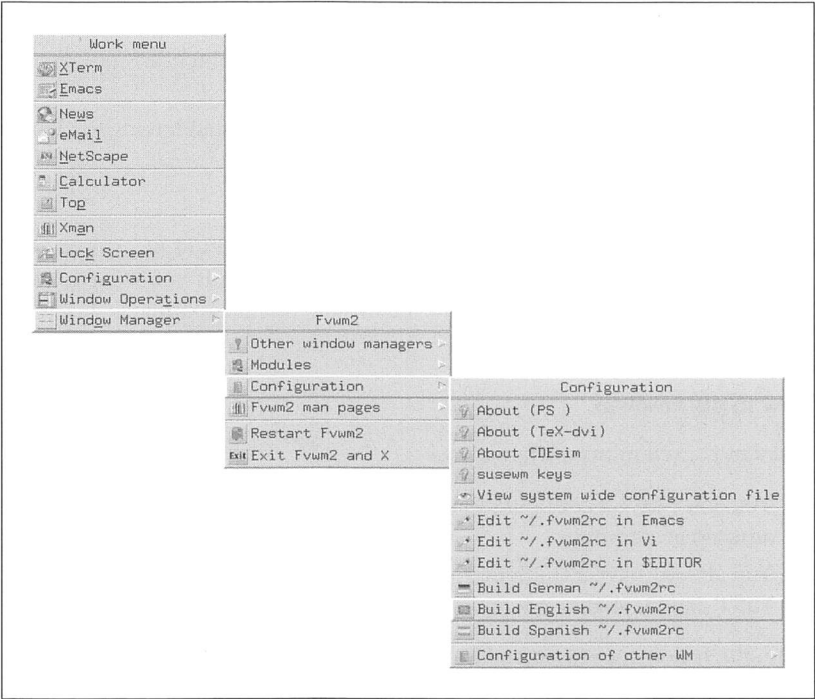 Work menu
XTerm
Emacs
News
eMail
NetScape
Calculator
Top
Xman
Lock Screen
Configuration
Window Operations
Window Manager
Fvwm2
Other window managers
Modules
Configuration
Fvwm2 man pages
Restart Fvwm2
Exit Exit Fvwm2 and X
Configuration
About (PS )
About (TeX-dvi)
About CDEsim
susewm keys
View system wide configuration file
Edit ~/.fvwm2rc in Emacs
Edit ~/.fvwm2rc in Vi
Edit ~/.fvwm2rc in $EDITOR
Build German ~/.fvwm2rc
Build English ~/.fvwm2rc
Build Spanish ~/.fvwm2rc
Configuration of other WM